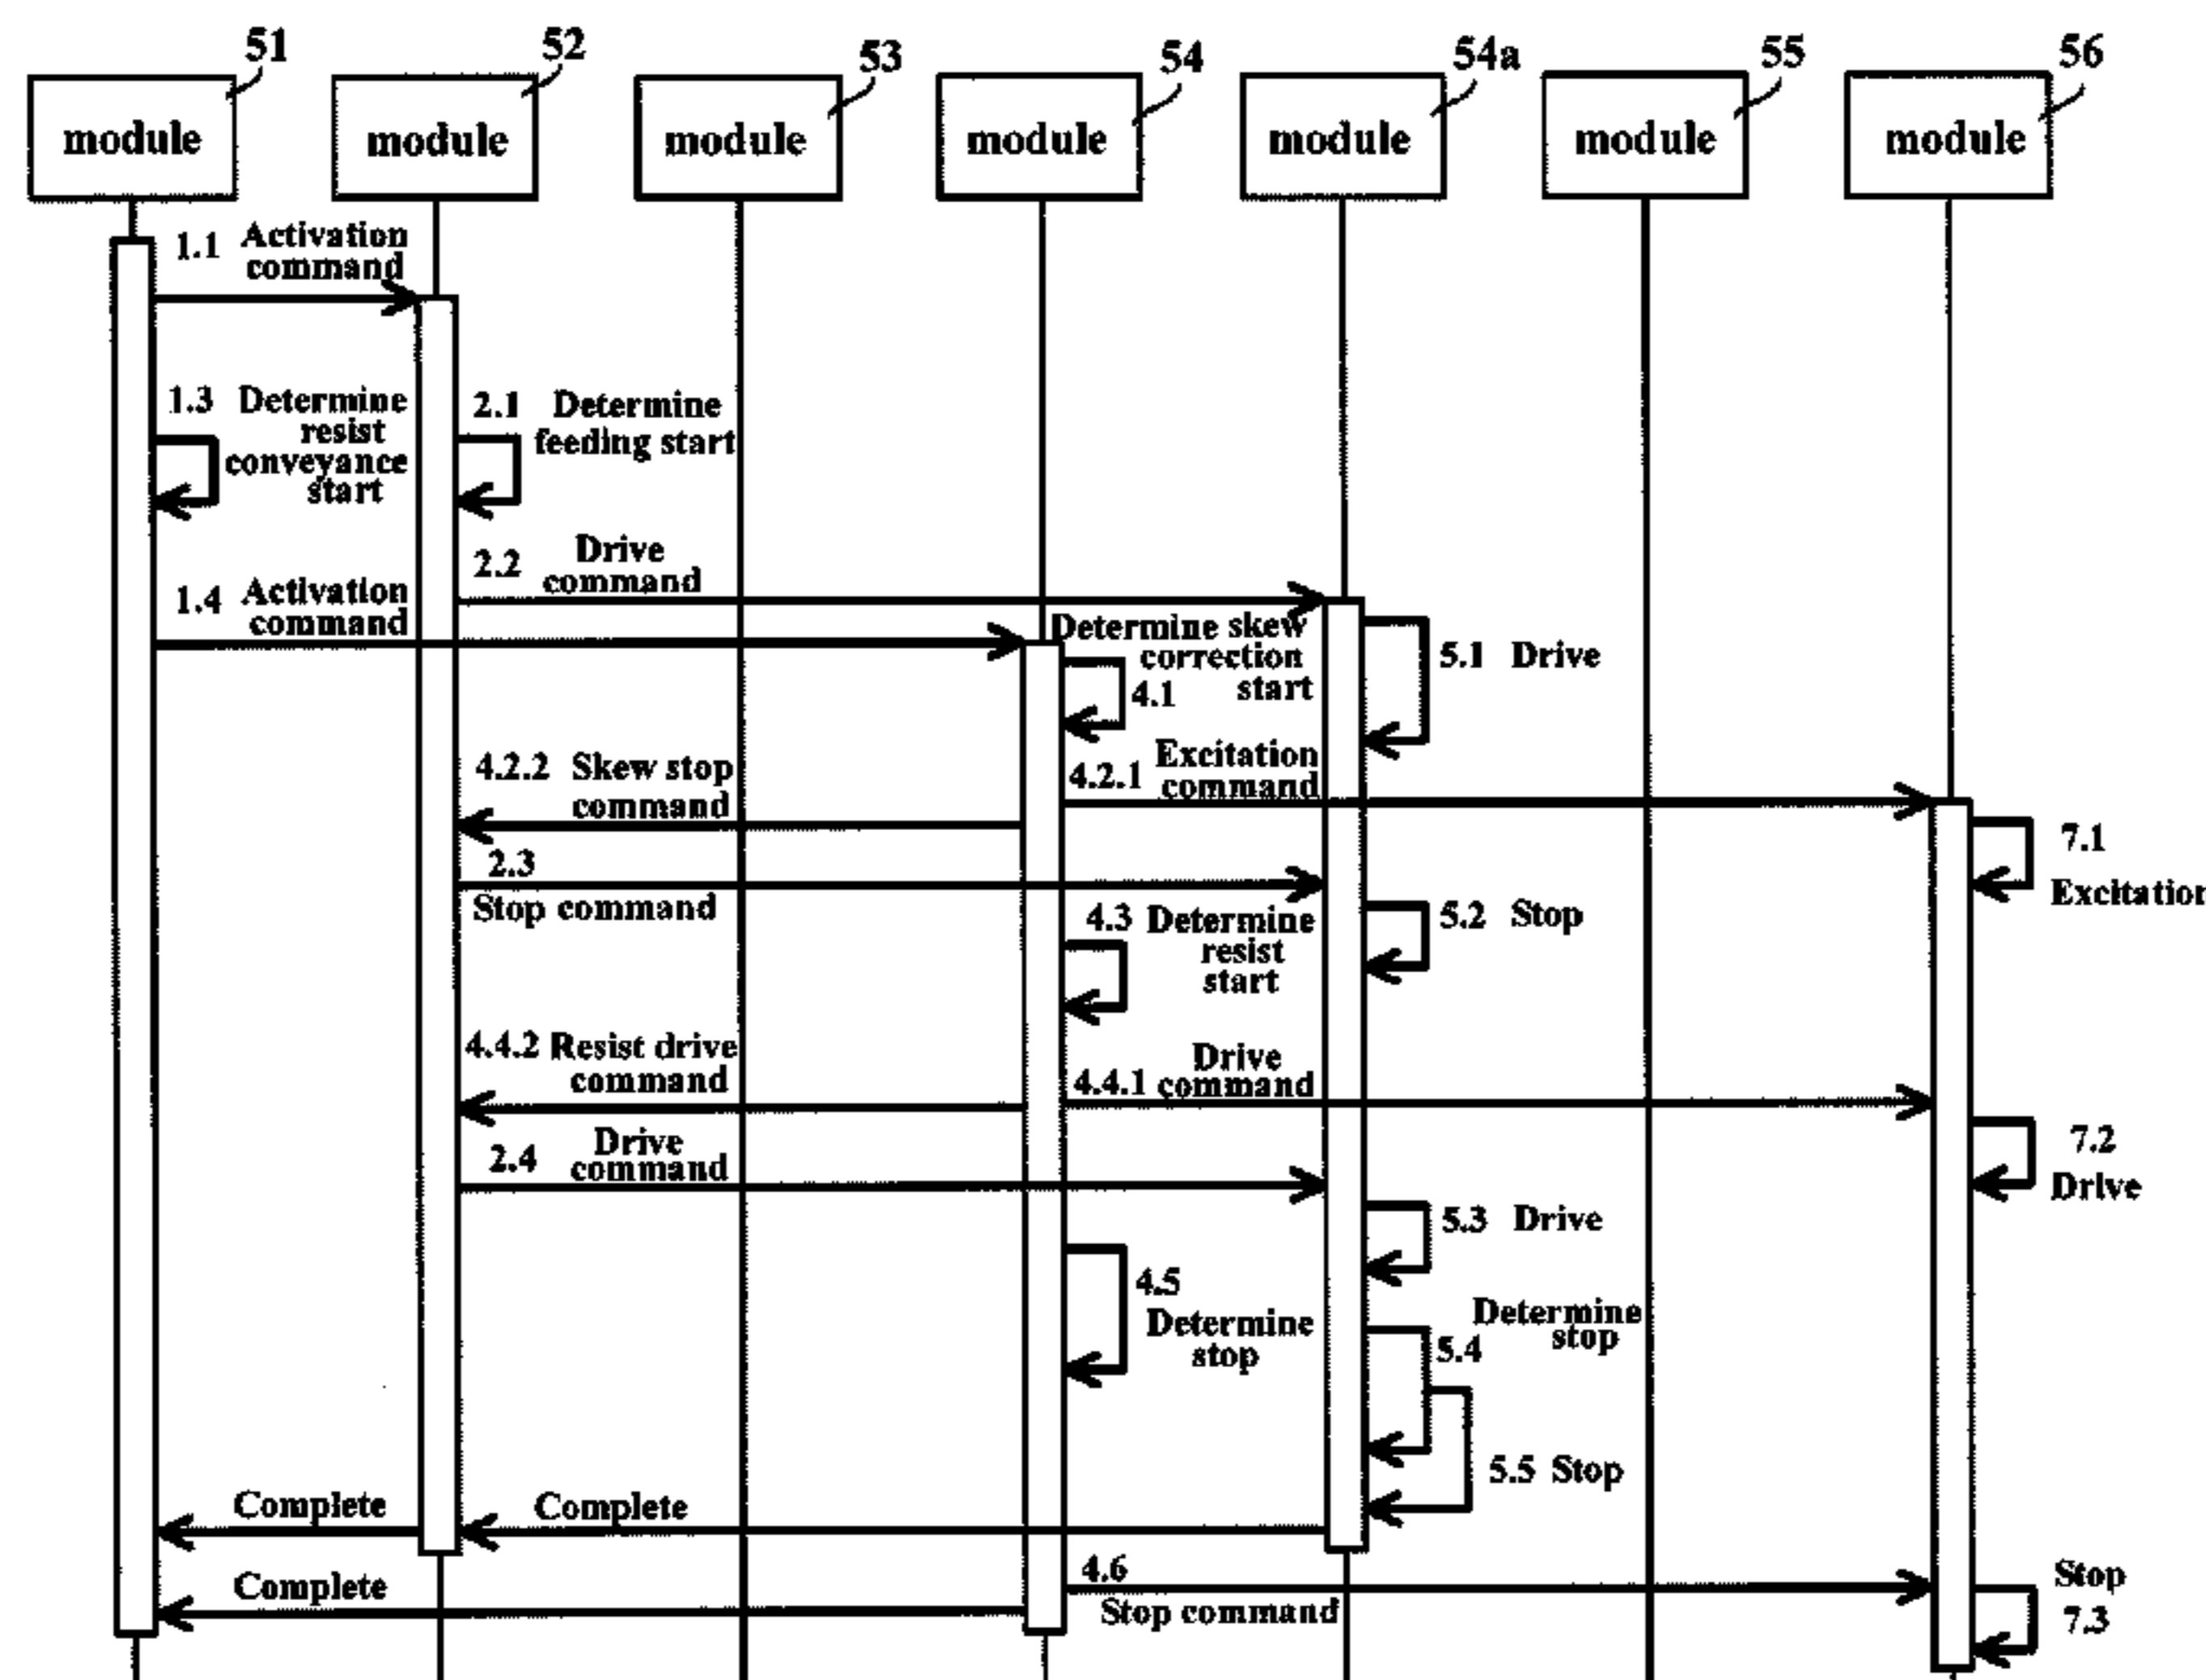 51
52
53
54
54a
55
56
module
module
module
module
module
module
module
1.1 Activation
command
1.3 Determine
resist
conveyance
start
2.1 Determine
feeding start
2.2 Drive
command
1.4 Activation
command
Determine skew
correction
start
4.1
5.1 Drive
4.2.2 Skew stop
command
4.2.1 Excitation
command
7.1
Excitation
2.3
Stop command
4.3 Determine
resist
start
5.2 Stop
4.4.2 Resist drive
command
4.4.1 Drive
command
7.2
Drive
2.4 Drive
command
5.3 Drive
4.5
Determine
stop
Determine
stop
5.4
5.5 Stop
Complete
Complete
4.6
Stop command
Complete
Stop
7.3